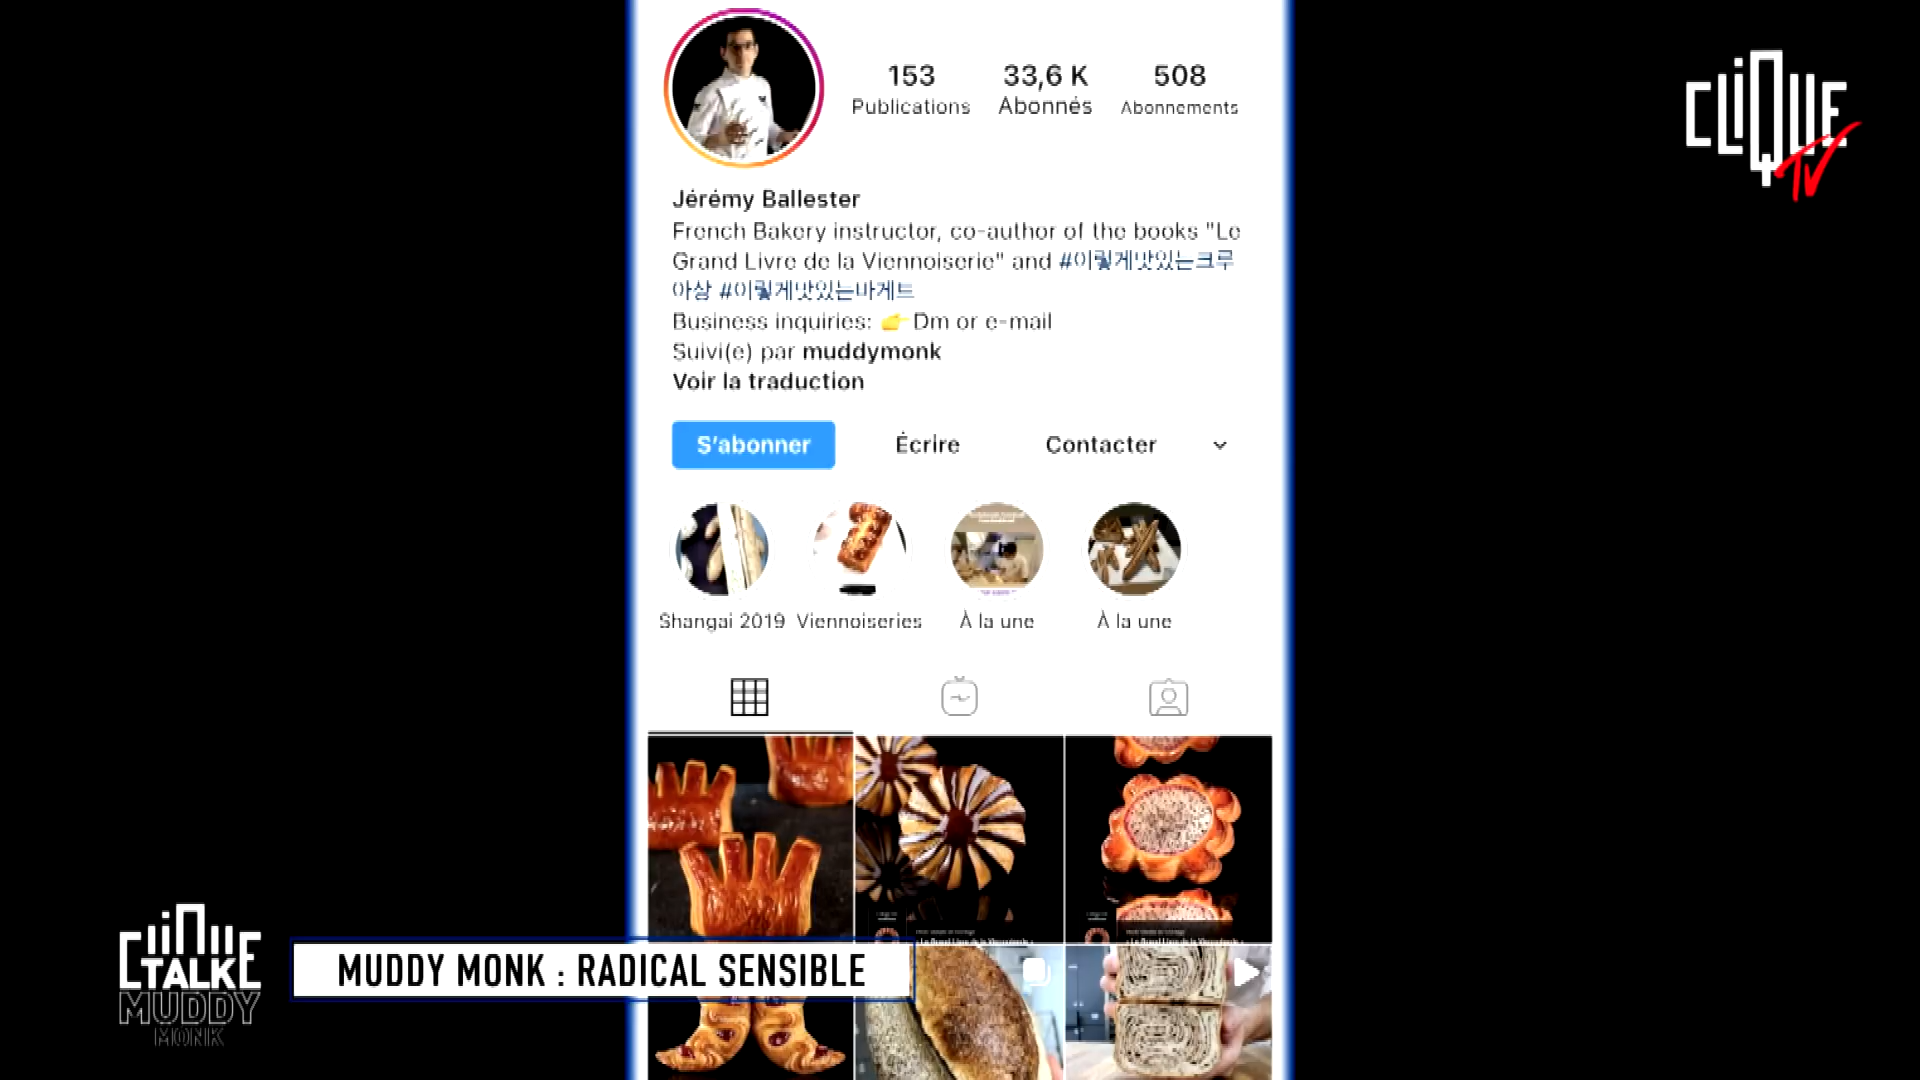 153 33,6 K 508
Publications Abonnés Abonnements
CLIQUE
TV
Jérémy Ballester
French Bakery instructor, co-author of the books "Le
Grand Livre de la Viennoiserie" and #이렇게맛있는크루
아상 #이렇게맛있는바게트
Business inquiries: 👉 Dm or e-mail
Suivi(e) par muddymonk
Voir la traduction
S'abonner Écrire Contacter
Shangai 2019 Viennoiseries À la une À la une
CLIQUE
TALK
MUDDY
MONK
MUDDY MONK : RADICAL SENSIBLE